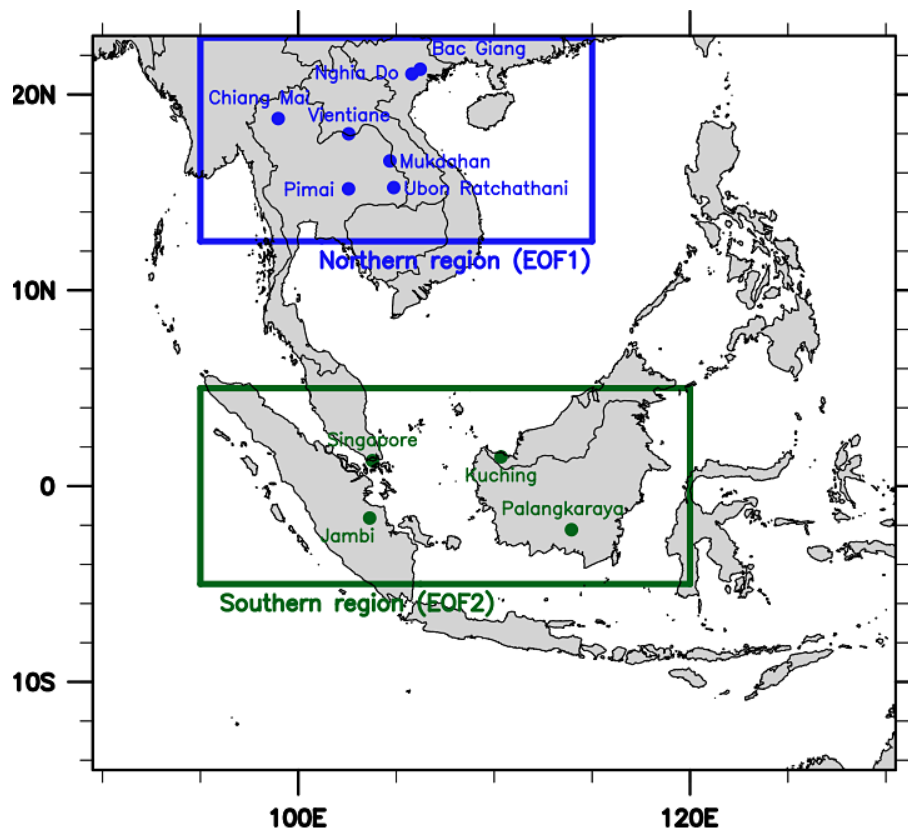 Bac Giang
Nghia Do
20N
Chiang Mai
Vientiane
Mukdahan
Pimai
Ubon Ratchathani
Northern region (EOF1)
10N
Singapore
Kuching
0
Palangkaraya
Jambi
Southern region (EOF2)
10S
100E
120E